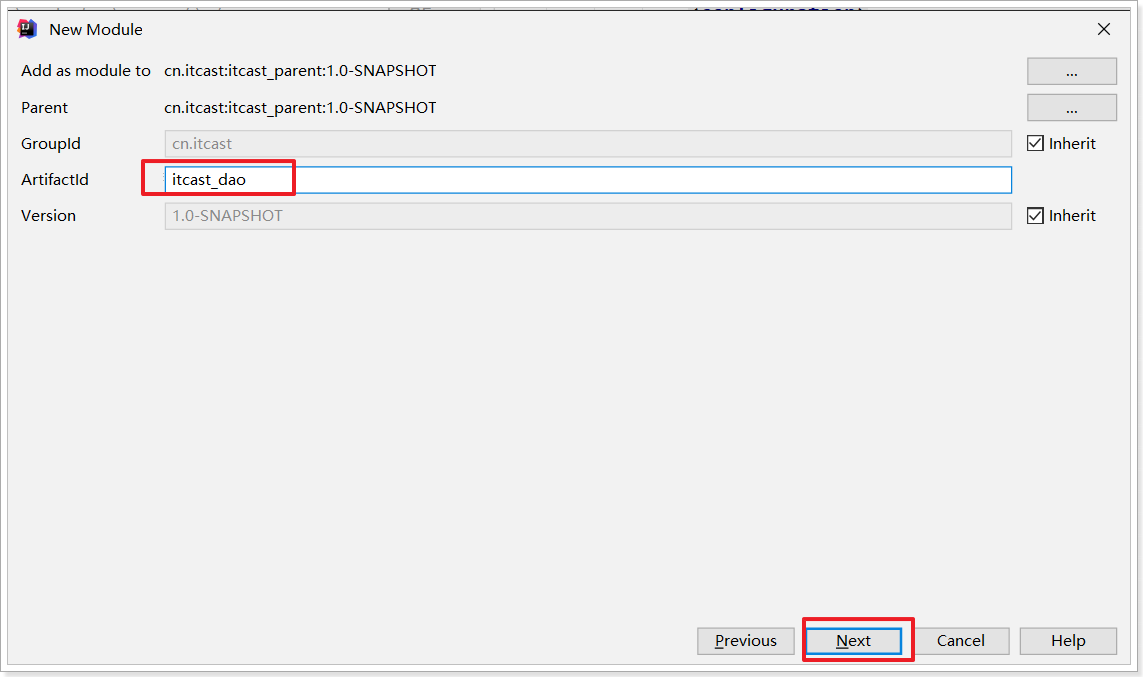 New Module
Add as module to cn.itcast:itcast_parent:1.0-SNAPSHOT ...
Parent cn.itcast:itcast_parent:1.0-SNAPSHOT ...
GroupId cn.itcast Inherit
ArtifactId itcast_dao
Version 1.0-SNAPSHOT Inherit
Previous Next Cancel Help